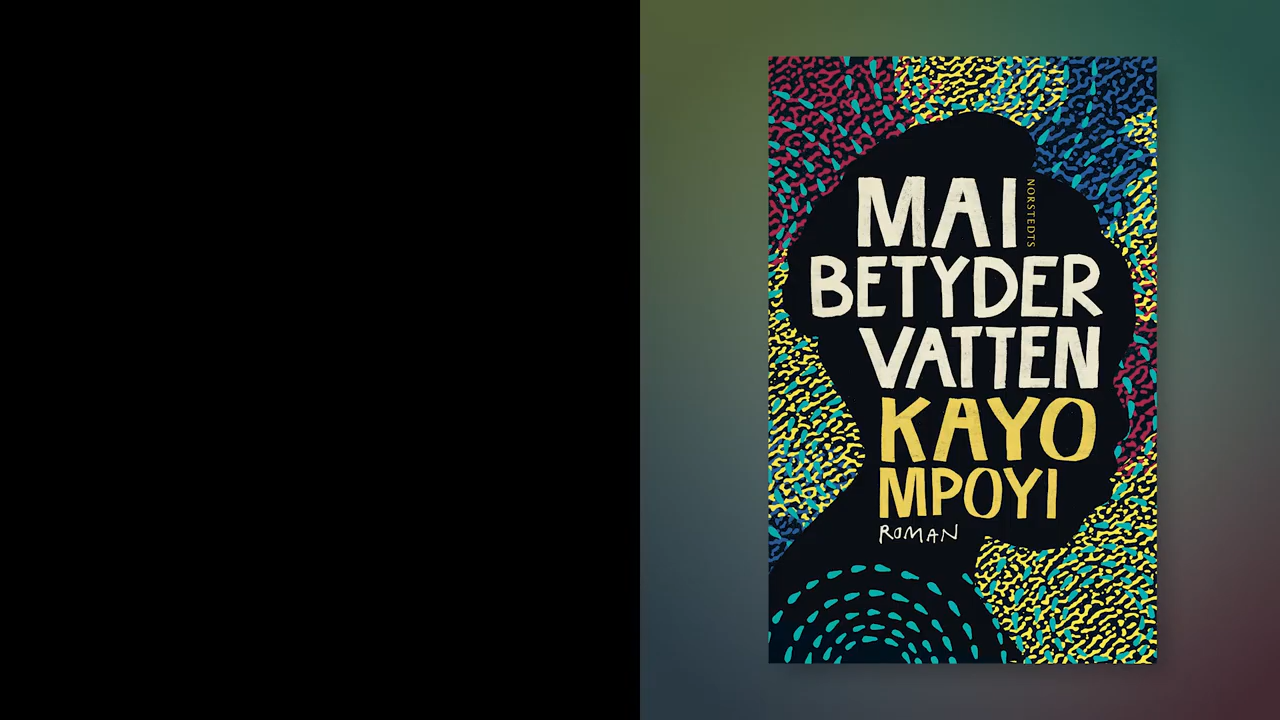 MAI
NORSTEDTS
BETYDER
VATTEN
KAYO
MPOYI
ROMAN